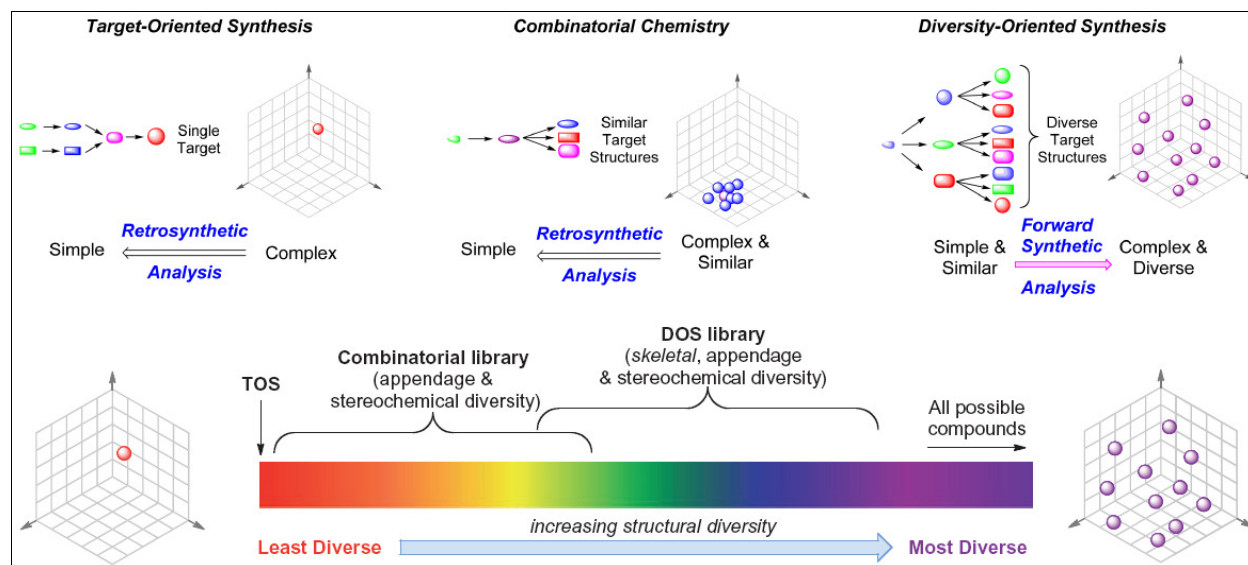 Target-Oriented Synthesis
Combinatorial Chemistry
Diversity-Oriented Synthesis
Single
Target
Similar
Target
Structures
Diverse
Target
Structures
Simple
Retrosynthetic
Analysis
Complex
Simple
Retrosynthetic
Analysis
Complex &
Similar
Simple &
Similar
Forward
Synthetic
Analysis
Complex &
Diverse
TOS
Combinatorial library
(appendage &
stereochemical diversity)
DOS library
(skeletal, appendage
& stereochemical diversity)
All possible
compounds
increasing structural diversity
Least Diverse
Most Diverse